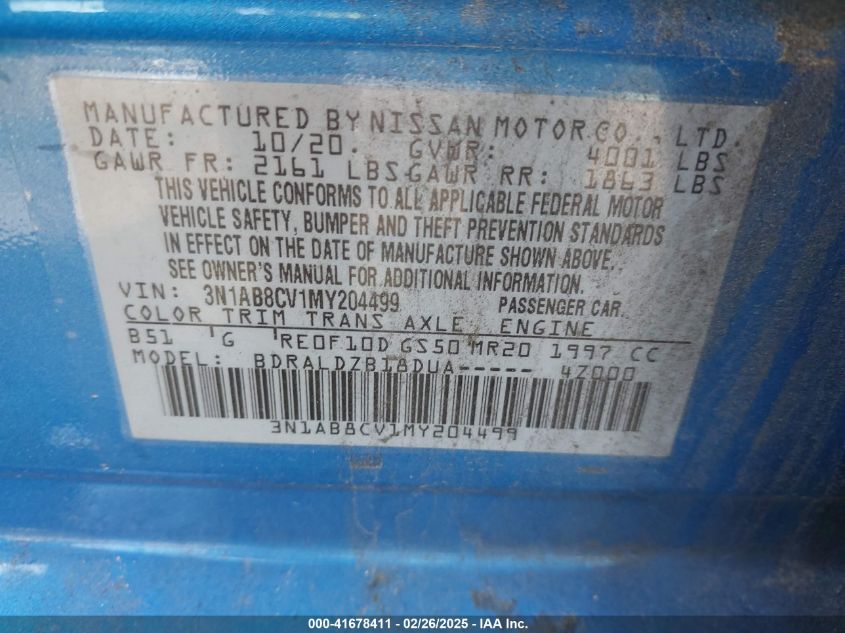 MANUFACTURED BY NISSAN MOTOR CO., LTD.
DATE: 10/20. GVWR: 4001 LBS
GAWR FR: 2161 LBS GAWR RR: 1863 LBS
THIS VEHICLE CONFORMS TO ALL APPLICABLE FEDERAL MOTOR
VEHICLE SAFETY, BUMPER AND THEFT PREVENTION STANDARDS
IN EFFECT ON THE DATE OF MANUFACTURE SHOWN ABOVE.
SEE OWNER'S MANUAL FOR ADDITIONAL INFORMATION.
VIN: 3N1AB8CV1MY204499 PASSENGER CAR
COLOR TRIM TRANS AXLE ENGINE
B51 G RE0F10D GS50 MR20 1997 CC
MODEL: BDRALDZB18DUA----- 4Z000
3N1AB8CV1MY204499
000-41678411 - 02/26/2025 - IAA Inc.